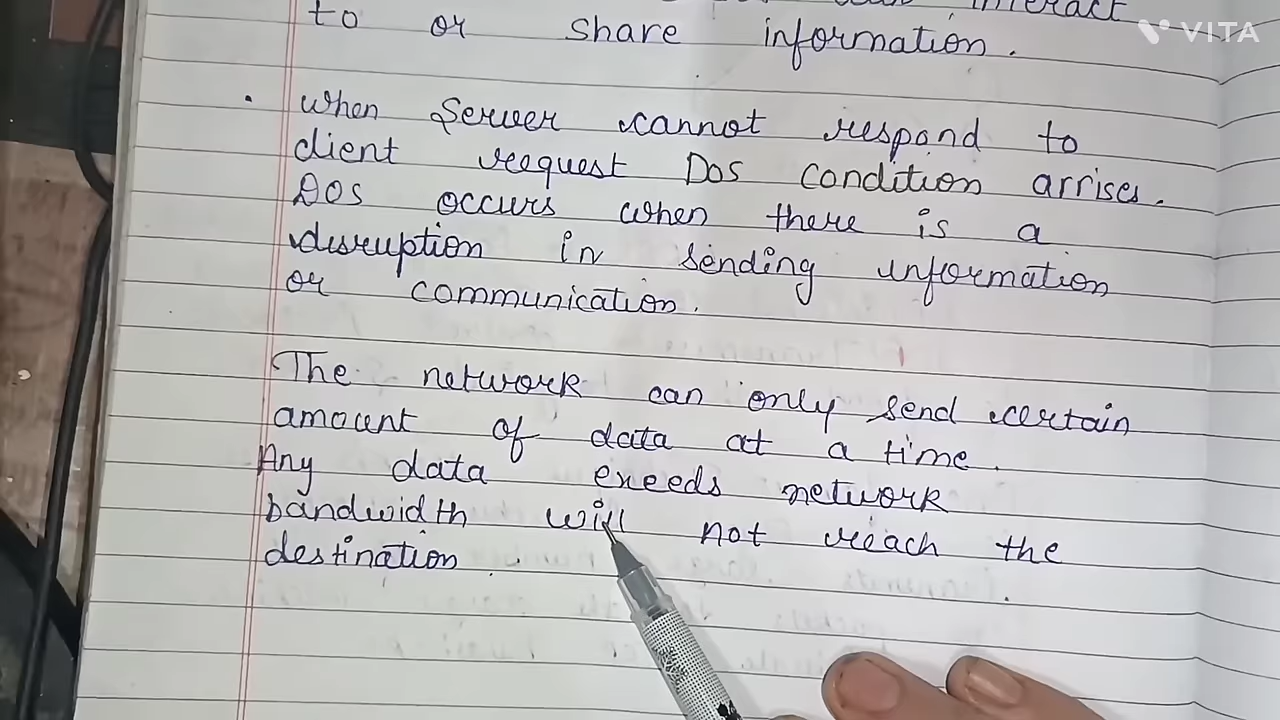 interact
to or share information.
VITA
. when Server cannot respond to
client request Dos condition arrises.
DOS occurs when there is a
disruption in sending information
or communication.
The network can only send certain
amount of data at a time.
Any data exeeds network
bandwidth will not reach the
destination.